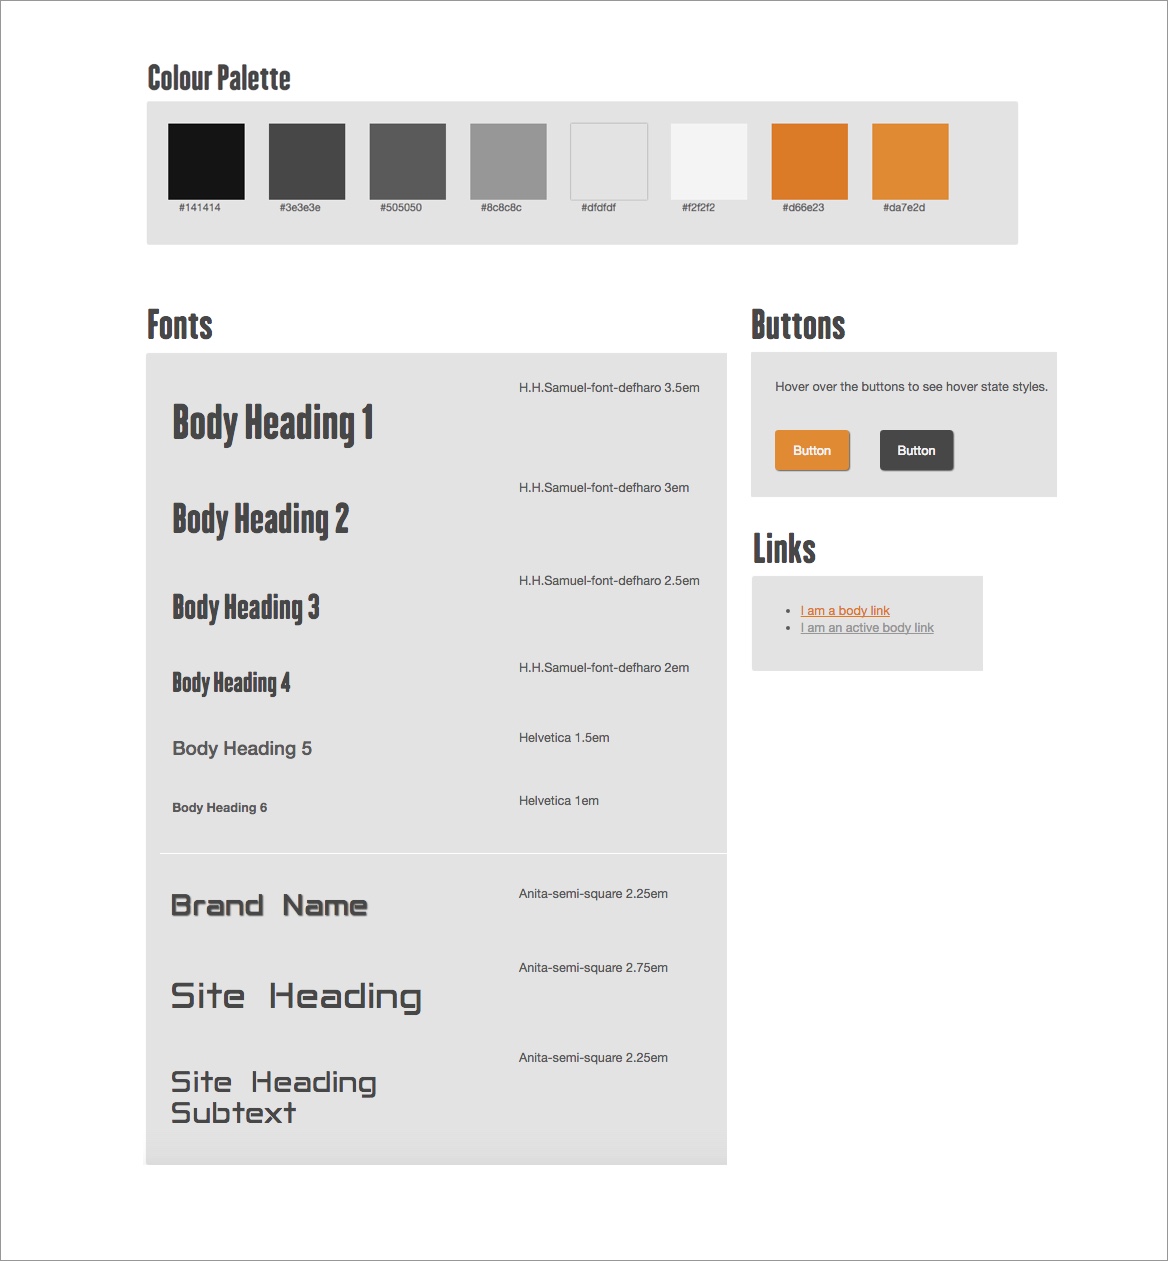 Colour Palette
#141414
#3e3e3e
#505050
#8c8c8c
#dfdfdf
#f2f2f2
#d66e23
#da7e2d
Fonts
Body Heading 1
H.H.Samuel-font-defharo 3.5em
Body Heading 2
H.H.Samuel-font-defharo 3em
Body Heading 3
H.H.Samuel-font-defharo 2.5em
Body Heading 4
H.H.Samuel-font-defharo 2em
Body Heading 5
Helvetica 1.5em
Body Heading 6
Helvetica 1em
Brand Name
Anita-semi-square 2.25em
Site Heading
Anita-semi-square 2.75em
Site Heading
Subtext
Anita-semi-square 2.25em
Buttons
Hover over the buttons to see hover state styles.
Button
Button
Links
I am a body link
I am an active body link